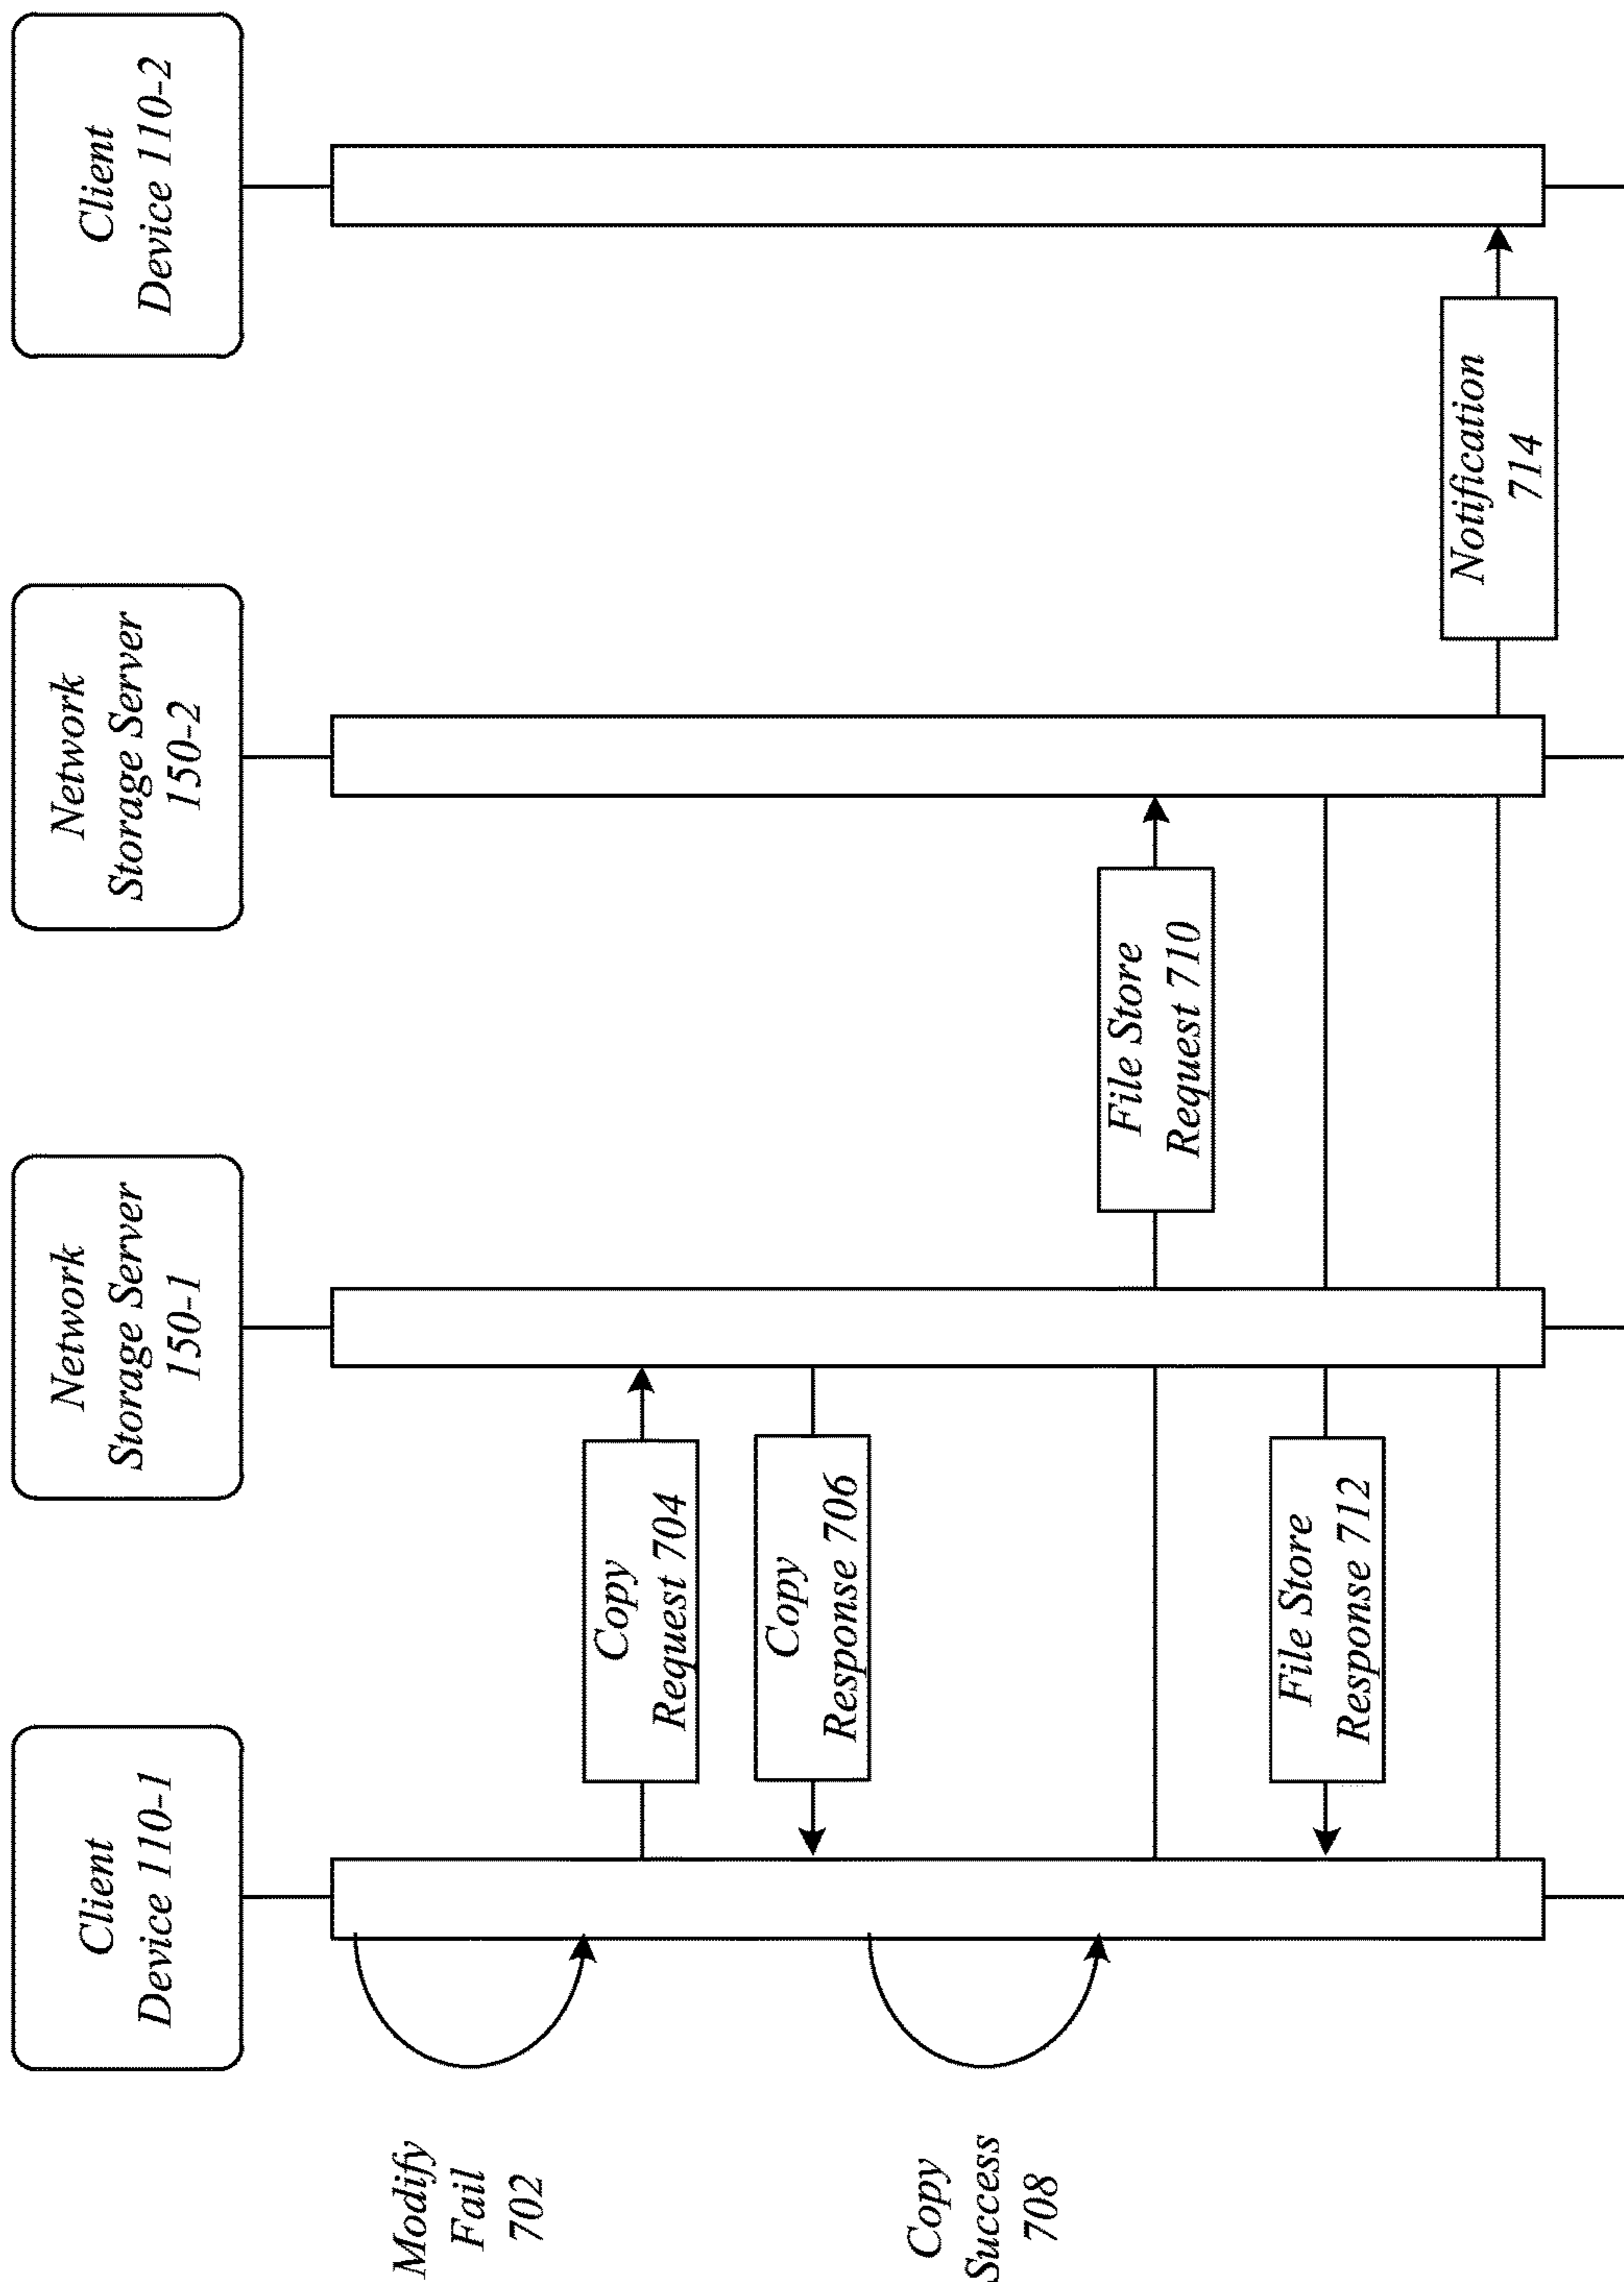 Client
Device 110-1
Network
Storage Server
150-1
Network
Storage Server
150-2
Client
Device 110-2
Modify
Fail
702
Copy
Request 704
Copy
Response 706
Copy
Success
708
File Store
Request 710
File Store
Response 712
Notification
714